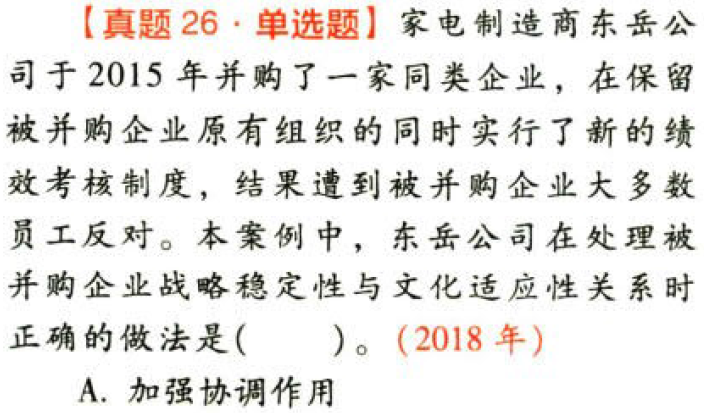 【真题 26·单选题】家电制造商东岳公
司于 2015 年并购了一家同类企业，在保留
被并购企业原有组织的同时实行了新的绩
效考核制度，结果遭到被并购企业大多数
员工反对。本案例中，东岳公司在处理被
并购企业战略稳定性与文化适应性关系时
正确的做法是(　　)。(2018 年)
A. 加强协调作用